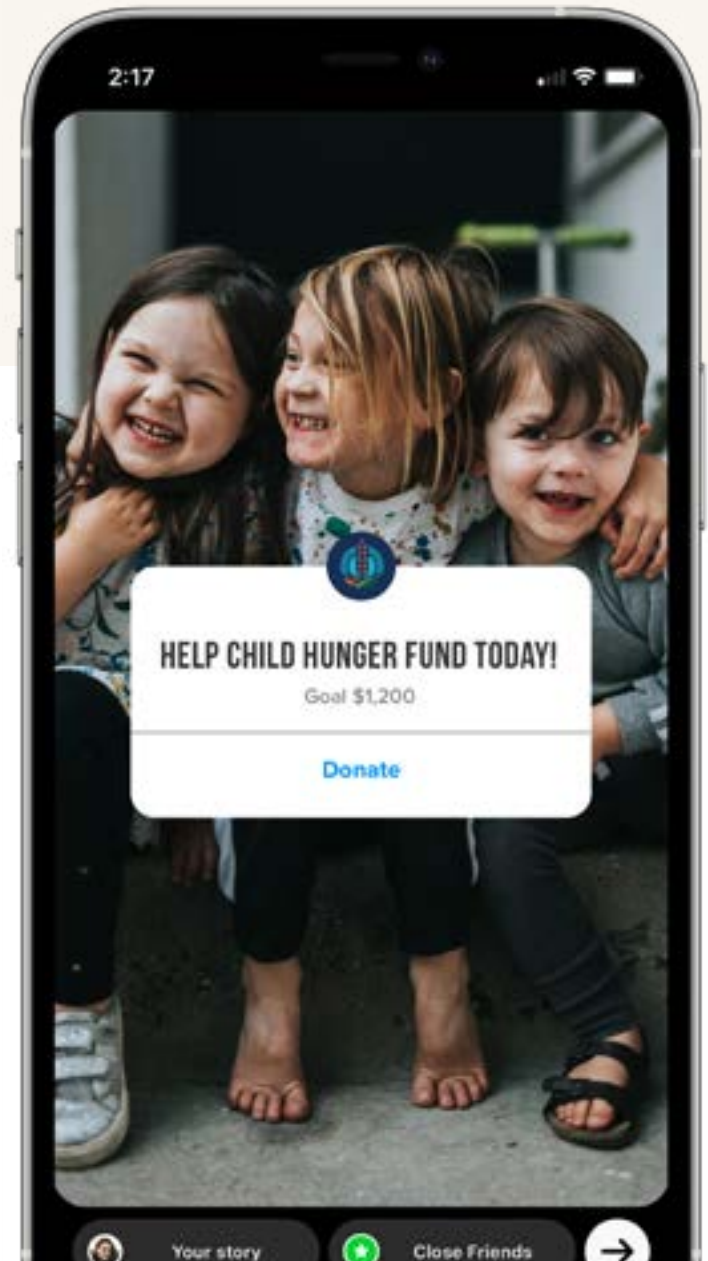 2:17
HELP CHILD HUNGER FUND TODAY!
Goal $1,200
Donate
Your story
Close Friends